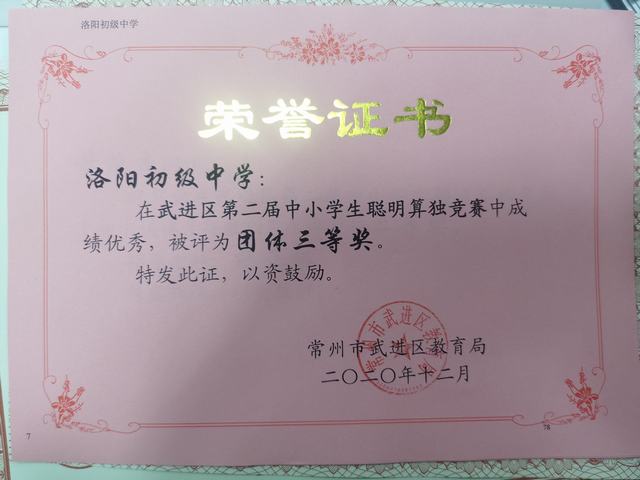 洛阳初级中学
荣誉证书
洛阳初级中学：
在武进区第二届中小学生聪明算独竞赛中成
绩优秀，被评为团体三等奖。
特发此证，以资鼓励。
常州市武进区教育局
二〇二〇年十二月
7
78